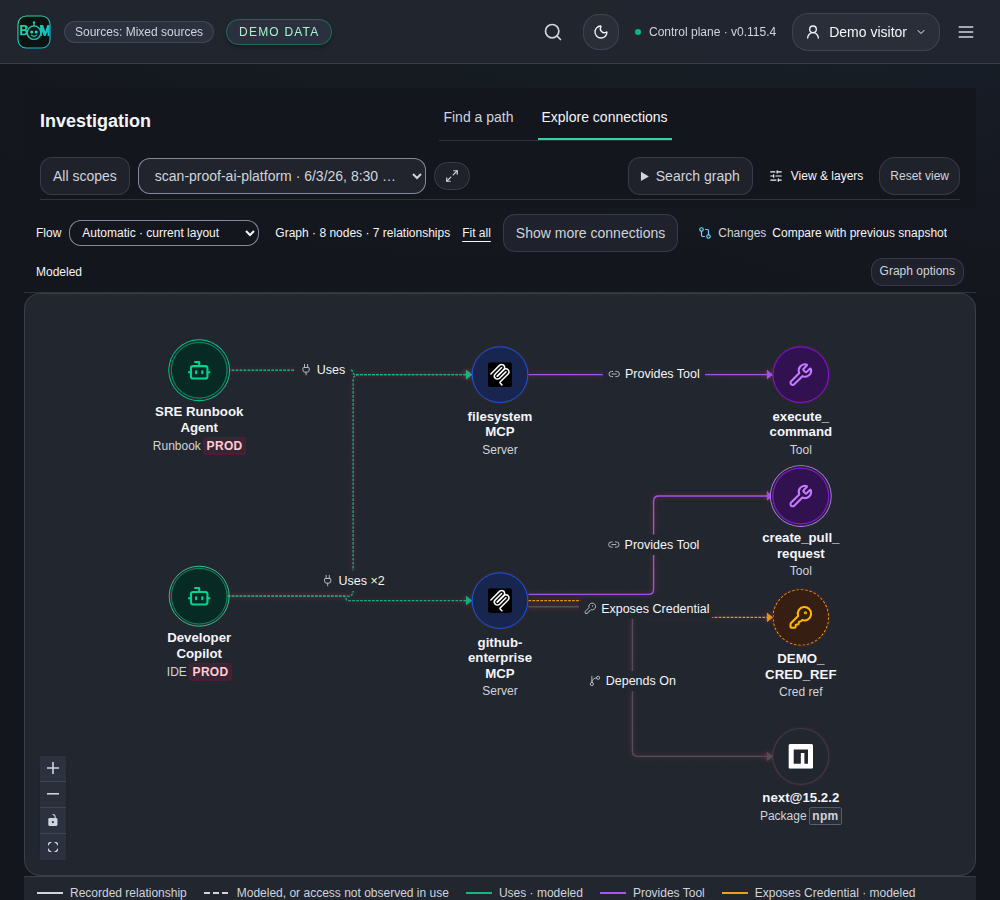 BOM
Sources: Mixed sources
DEMO DATA
Control plane · v0.115.4
Demo visitor
Investigation
Find a path
Explore connections
All scopes
scan-proof-ai-platform · 6/3/26, 8:30 …
Search graph
View & layers
Reset view
Flow
Automatic · current layout
Graph · 8 nodes · 7 relationships
Fit all
Show more connections
Changes
Compare with previous snapshot
Modeled
Graph options
Uses
SRE Runbook
Agent
Runbook PROD
filesystem
MCP
Server
Provides Tool
execute_
command
Tool
Provides Tool
create_pull_
request
Tool
Uses ×2
Developer
Copilot
IDE PROD
github-
enterprise
MCP
Server
Exposes Credential
DEMO_
CRED_REF
Cred ref
Depends On
next@15.2.2
Package npm
Recorded relationship
Modeled, or access not observed in use
Uses · modeled
Provides Tool
Exposes Credential · modeled